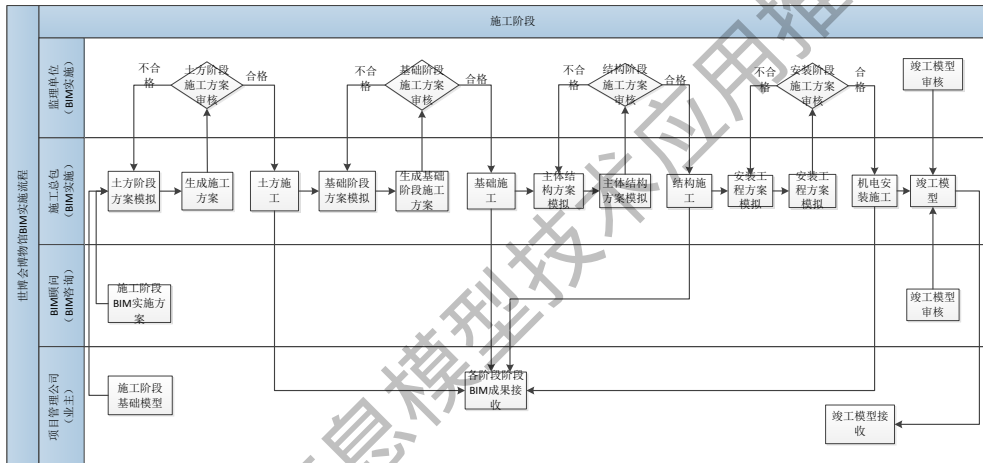 施工阶段
世博会博物馆BIM实施流程
监理单位
（BIM实施）
不合
格
土方阶段
施工方案
审核
合格
不合
格
基础阶段
施工方案
审核
合格
不合
格
结构阶段
施工方案
审核
合格
不合
格
安装阶段
施工方案
审核
合
格
竣工模型
审核
施工总包
（BIM实施）
土方阶段
方案模拟
生成施工
方案
土方施
工
基础阶段
方案模拟
生成基础
阶段施工
方案
基础施
工
主体结
构方案
模拟
主体结构
方案模拟
结构施
工
安装工
程方案
模拟
安装工
程方案
模拟
机电安
装施工
竣工模
型
BIM顾问
（BIM咨询）
施工阶段
BIM实施方
案
竣工模型
审核
项目管理公司
（业主）
施工阶段
基础模型
各阶段阶段
BIM成果接
收
竣工模型接
收
息模型技术应用推